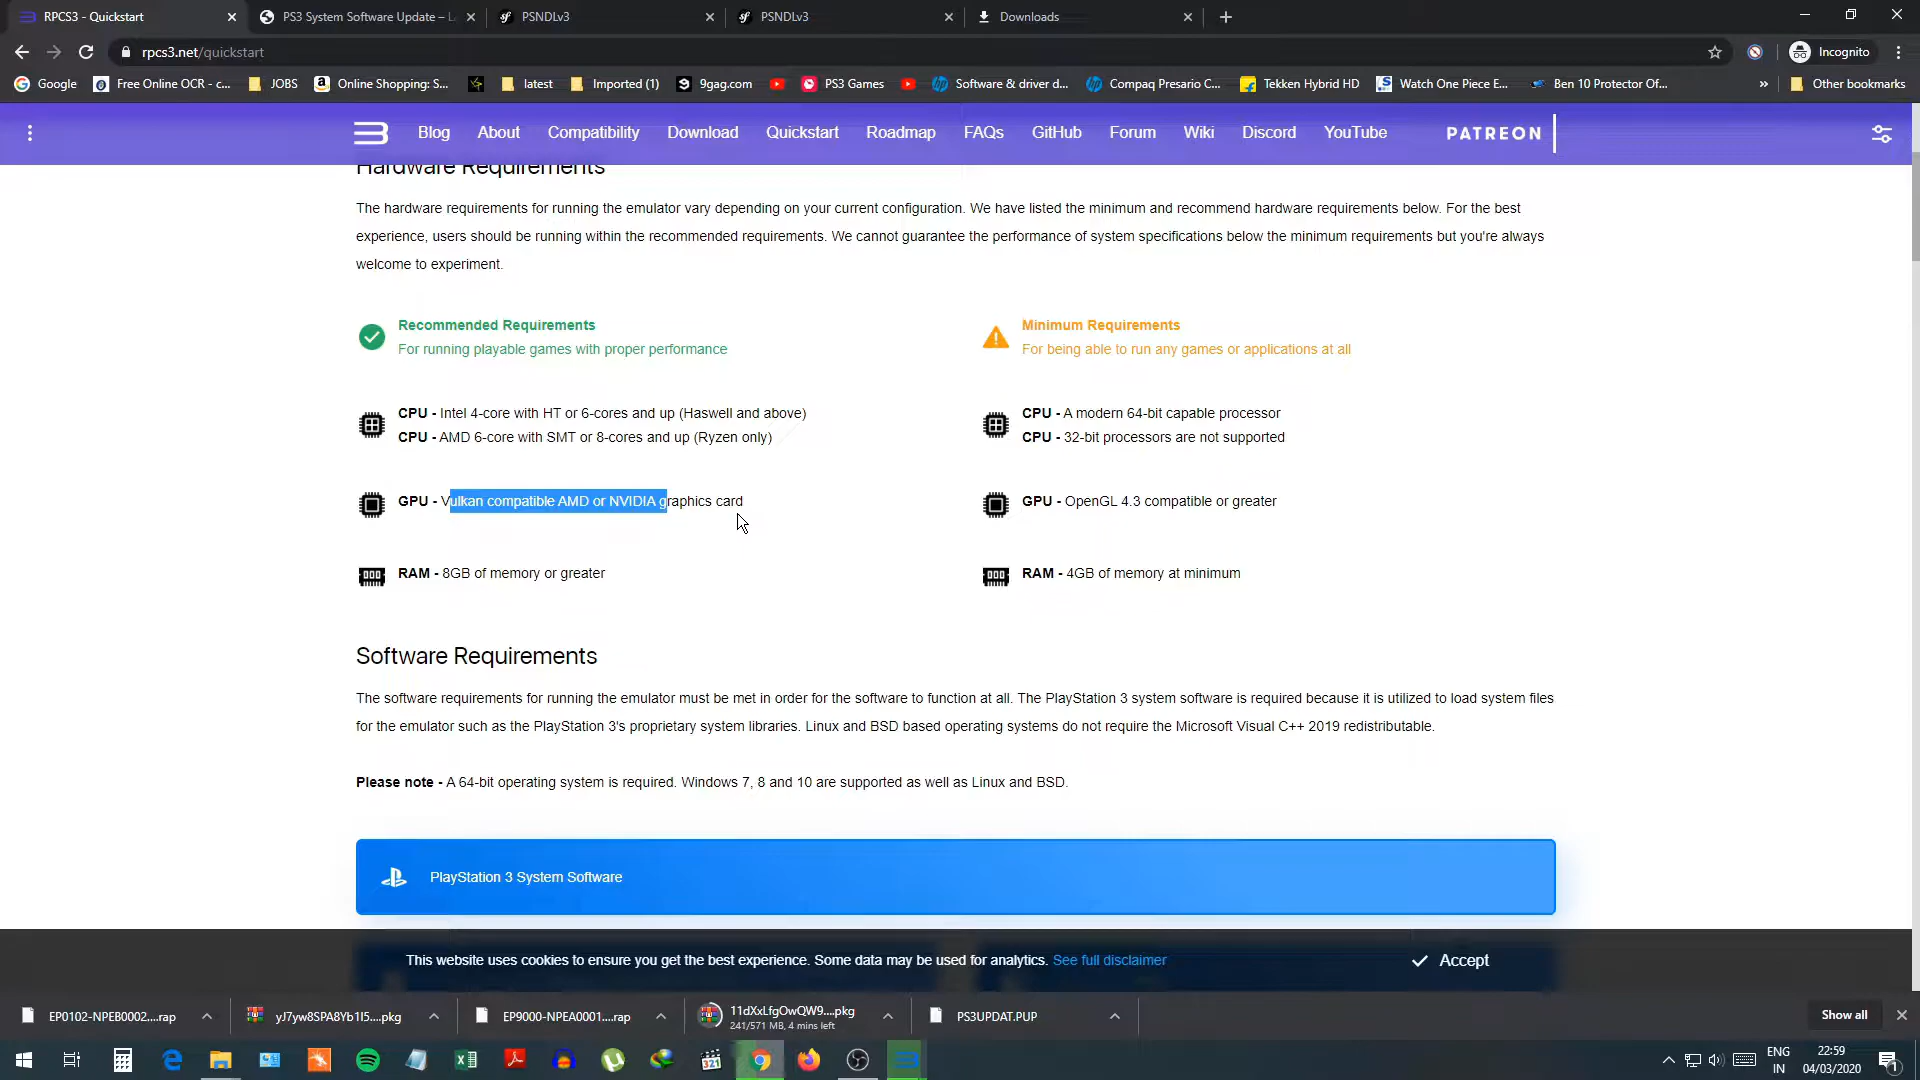 RPCS3 - Quickstart
PS3 System Software Update – L
PSNDLv3
PSNDLv3
Downloads
rpcs3.net/quickstart
Incognito
Google
Free Online OCR - c...
JOBS
Online Shopping: S...
latest
Imported (1)
9gag.com
PS3 Games
Software & driver d...
Compaq Presario C...
Tekken Hybrid HD
Watch One Piece E...
Ben 10 Protector Of...
»
Other bookmarks
Blog About Compatibility Download Quickstart Roadmap FAQs GitHub Forum Wiki Discord YouTube
PATREON
Hardware Requirements
The hardware requirements for running the emulator vary depending on your current configuration. We have listed the minimum and recommend hardware requirements below. For the best
experience, users should be running within the recommended requirements. We cannot guarantee the performance of system specifications below the minimum requirements but you're always
welcome to experiment.
Recommended Requirements
For running playable games with proper performance
CPU - Intel 4-core with HT or 6-cores and up (Haswell and above)
CPU - AMD 6-core with SMT or 8-cores and up (Ryzen only)
GPU - Vulkan compatible AMD or NVIDIA graphics card
RAM - 8GB of memory or greater
Minimum Requirements
For being able to run any games or applications at all
CPU - A modern 64-bit capable processor
CPU - 32-bit processors are not supported
GPU - OpenGL 4.3 compatible or greater
RAM - 4GB of memory at minimum
Software Requirements
The software requirements for running the emulator must be met in order for the software to function at all. The PlayStation 3 system software is required because it is utilized to load system files
for the emulator such as the PlayStation 3's proprietary system libraries. Linux and BSD based operating systems do not require the Microsoft Visual C++ 2019 redistributable.
Please note - A 64-bit operating system is required. Windows 7, 8 and 10 are supported as well as Linux and BSD.
PlayStation 3 System Software
This website uses cookies to ensure you get the best experience. Some data may be used for analytics. See full disclaimer
Accept
EP0102-NPEB0002....rap
yJ7yw8SPA8Yb1I5....pkg
EP9000-NPEA0001....rap
11dXxLfgOwQW9....pkg
241/571 MB, 4 mins left
PS3UPDAT.PUP
Show all
321
ENG
IN
22:59
04/03/2020
1